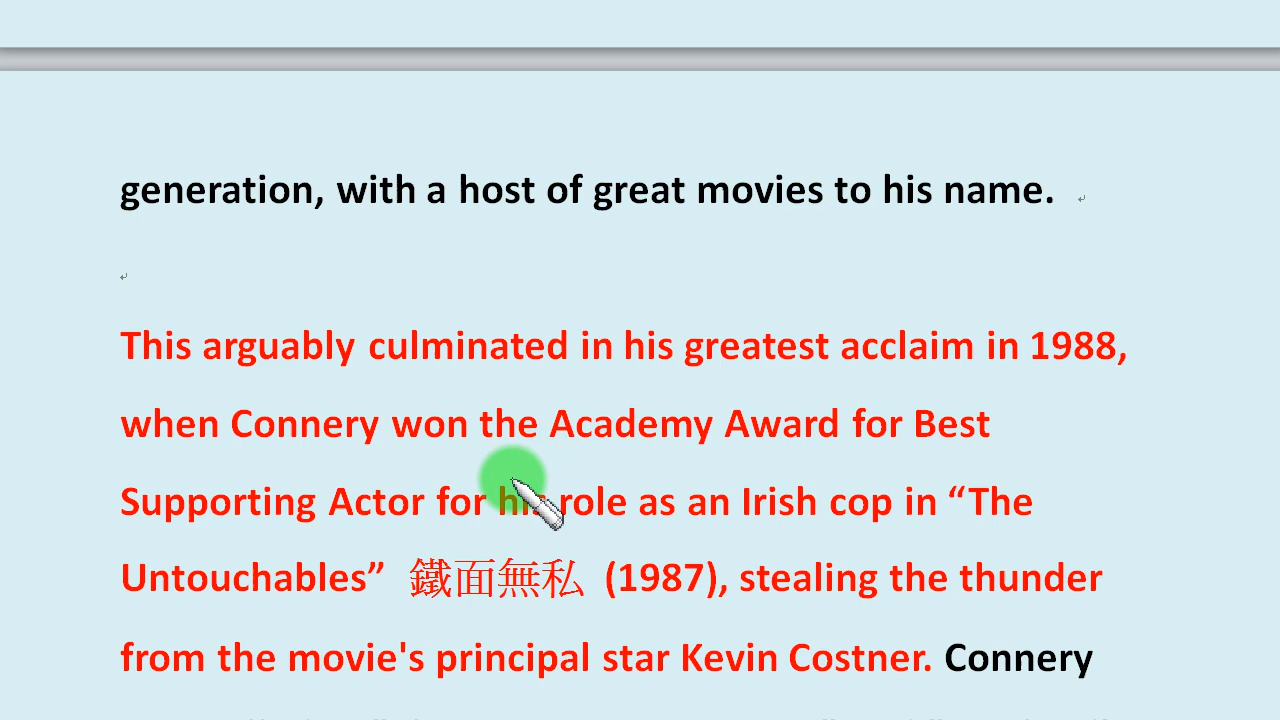 generation, with a host of great movies to his name.
This arguably culminated in his greatest acclaim in 1988,
when Connery won the Academy Award for Best
Supporting Actor for his role as an Irish cop in “The
Untouchables” 鐵面無私 (1987), stealing the thunder
from the movie's principal star Kevin Costner. Connery